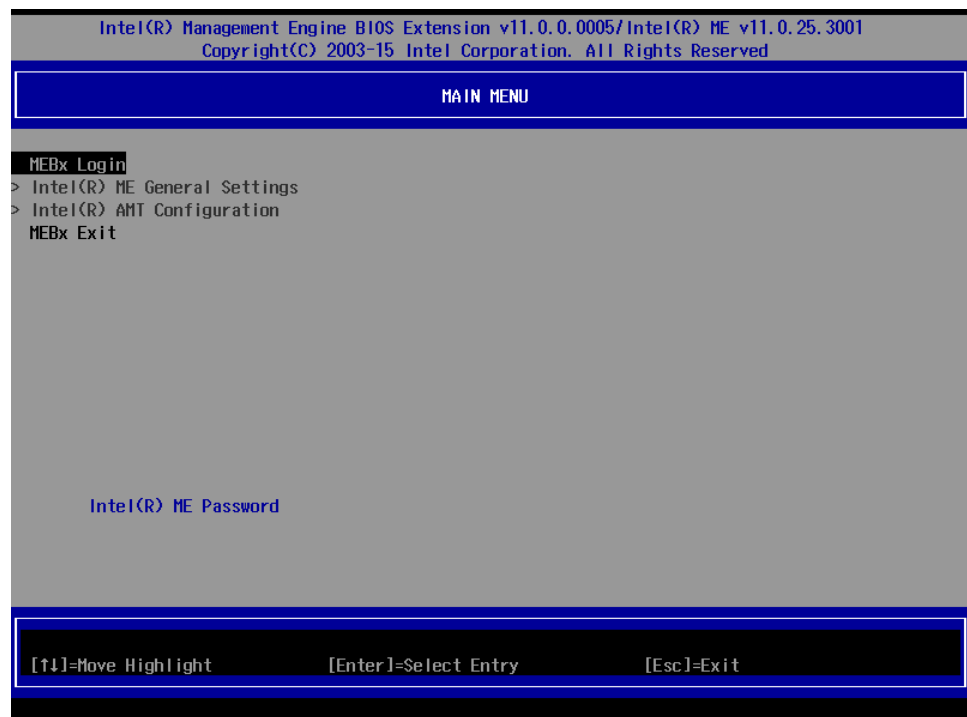 Intel(R) Management Engine BIOS Extension v11.0.0.0005/Intel(R) ME v11.0.25.3001
Copyright(C) 2003-15 Intel Corporation. All Rights Reserved
MAIN MENU
MEBx Login
> Intel(R) ME General Settings
> Intel(R) AMT Configuration
MEBx Exit
Intel(R) ME Password
[↑↓]=Move Highlight [Enter]=Select Entry [Esc]=Exit